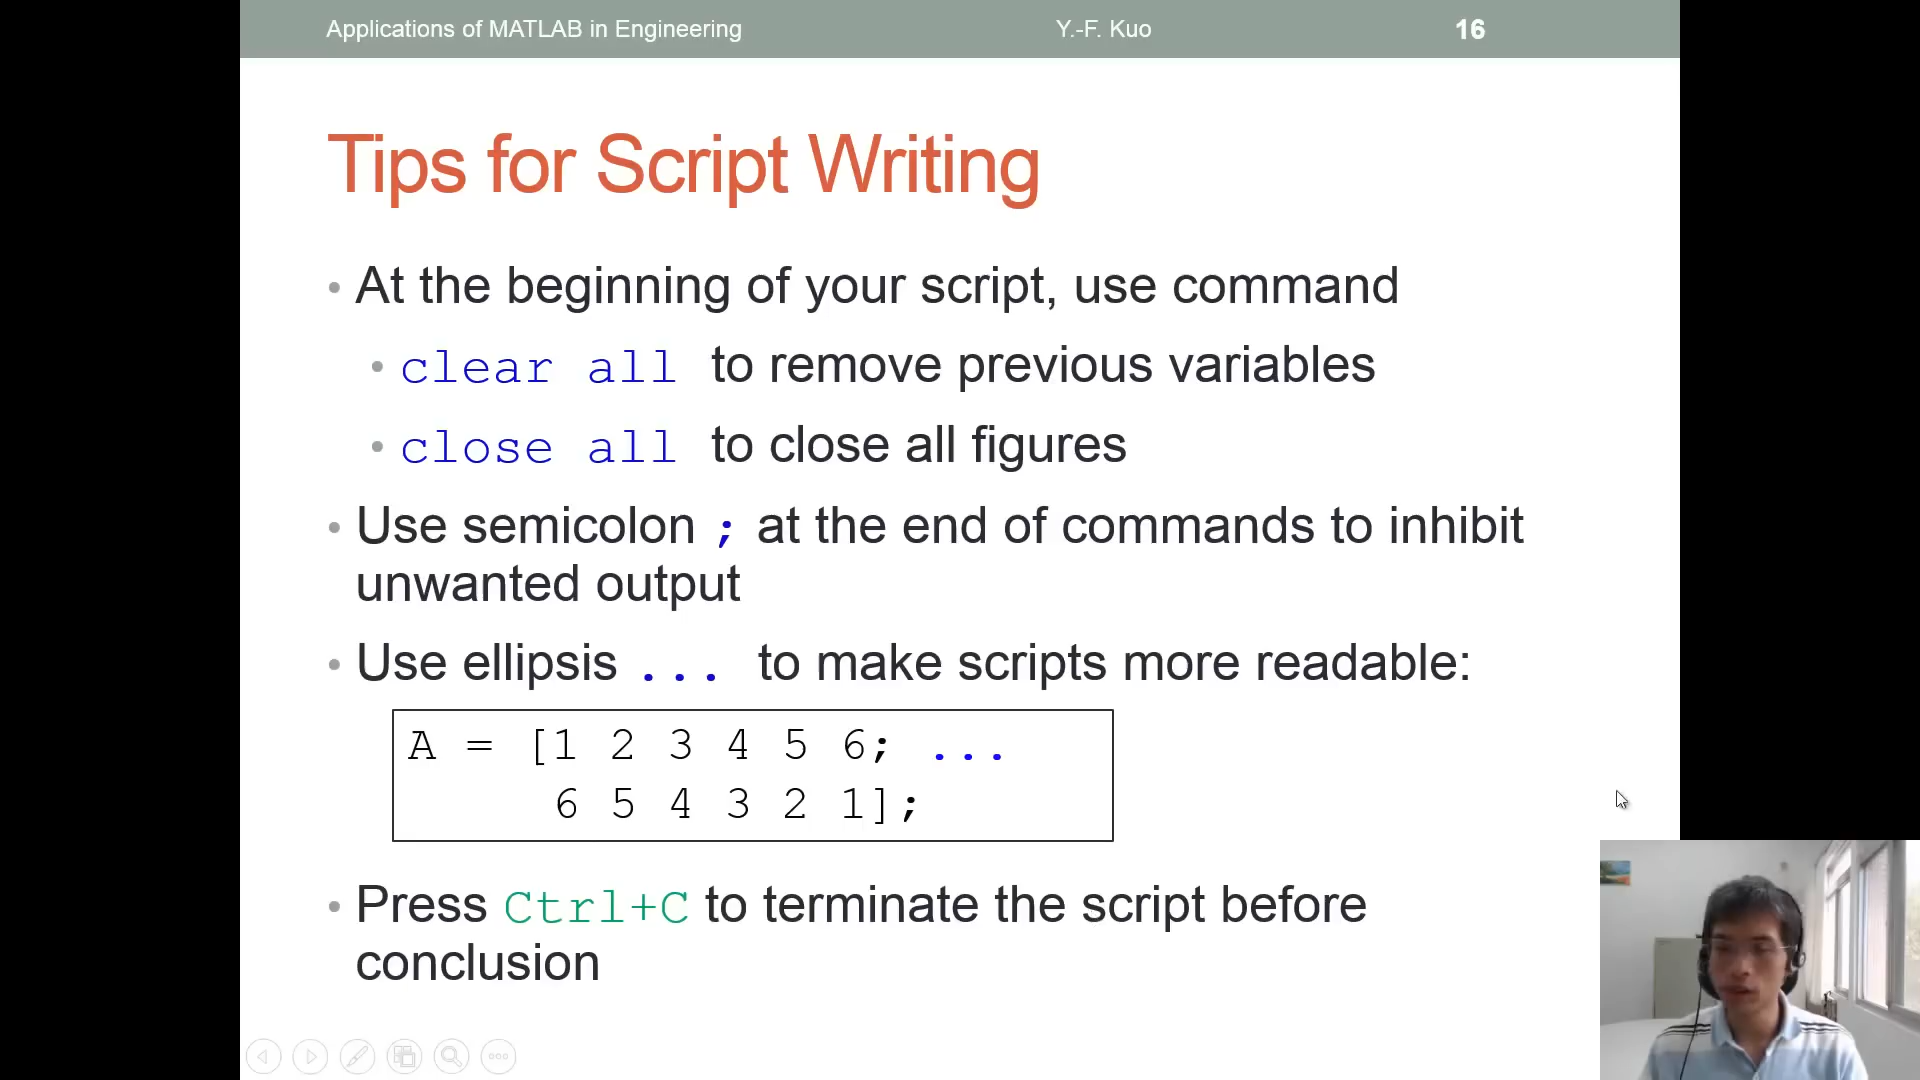 Applications of MATLAB in Engineering Y.-F. Kuo 16
Tips for Script Writing
• At the beginning of your script, use command
• clear all to remove previous variables
• close all to close all figures
• Use semicolon ; at the end of commands to inhibit
unwanted output
• Use ellipsis ... to make scripts more readable:
A = [1 2 3 4 5 6; ...
6 5 4 3 2 1];
• Press Ctrl+C to terminate the script before
conclusion